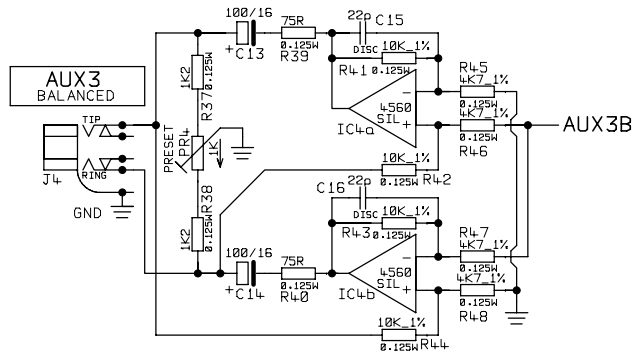 100/16
+C13
75R
0.125W
R39
22p
C15
DISC
10K_1%
R41
0.125W
R45
4K7_1%
0.125W
4560
SIL
IC4a
4K7_1%
0.125W
R46
AUX3B
AUX3
BALANCED
TIP
RING
J4
GND
1K2
0.125W
R37
PRESET
PR4
1K
R38
1K2
0.125W
10K_1%
0.125W
R42
C16
22p
DISC
10K_1%
R43
0.125W
100/16
+C14
75R
0.125W
R40
4560
SIL
IC4b
R47
4K7_1%
0.125W
4K7_1%
0.125W
R48
10K_1%
0.125W
R44